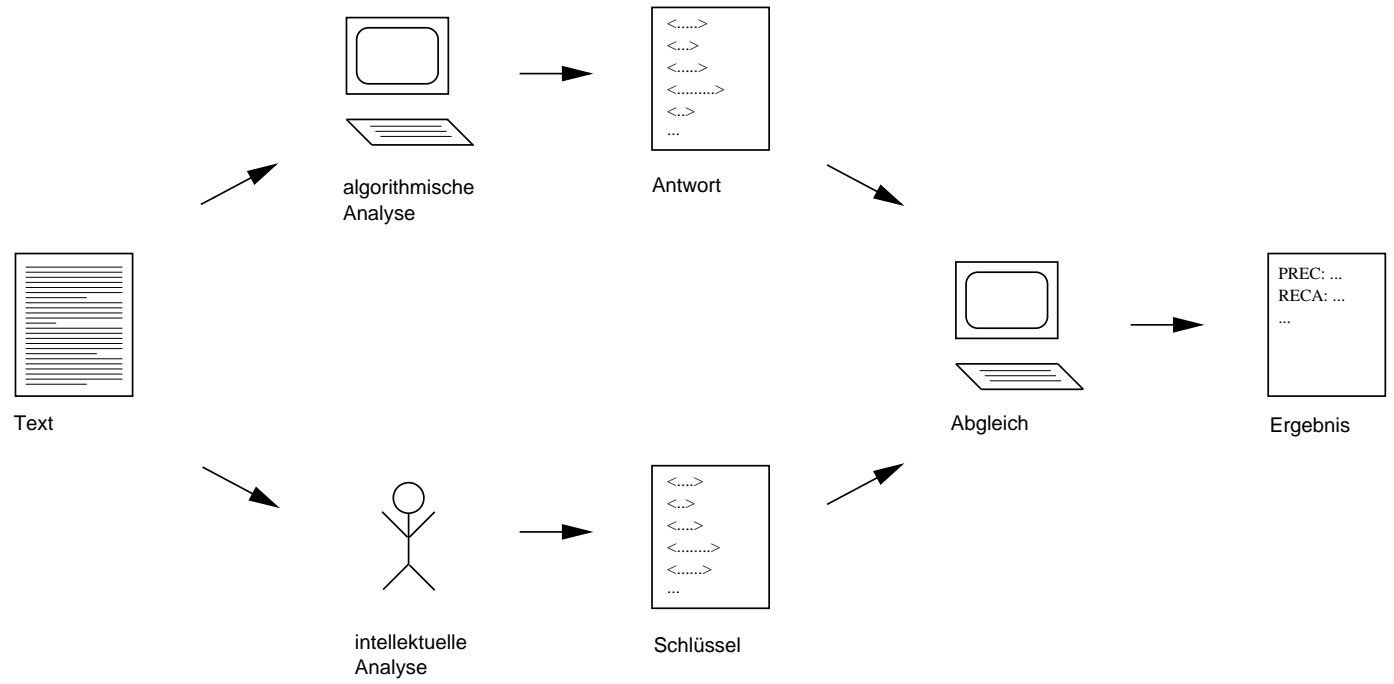 <.....>
<...>
<.....>
<.........>
<..>
...
algorithmische
Analyse
Antwort
Text
PREC: ...
RECA: ...
...
Abgleich
Ergebnis
<....>
<..>
<....>
<........>
<......>
...
intellektuelle
Analyse
Schlüssel